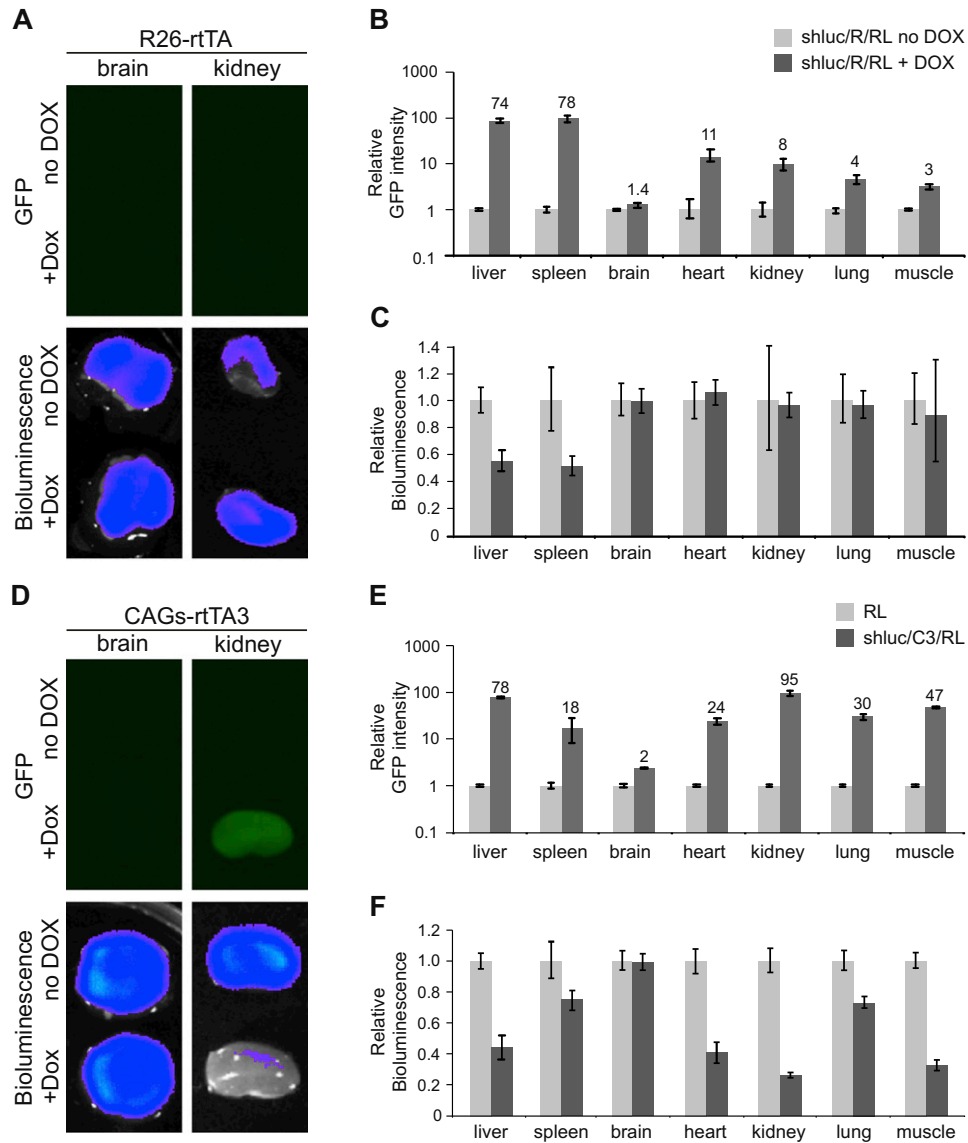 A
R26-rtTA
brain kidney
GFP
no DOX
+Dox
Bioluminescence
no DOX
+Dox
B
shluc/R/RL no DOX
shluc/R/RL + DOX
Relative
GFP intensity
1000
100
10
1
0.1
74
78
1.4
11
8
4
3
liver spleen brain heart kidney lung muscle
C
Relative
Bioluminescence
1.4
1.2
1.0
0.8
0.6
0.4
0.2
0
liver spleen brain heart kidney lung muscle
D
CAGs-rtTA3
brain kidney
GFP
no DOX
+Dox
Bioluminescence
no DOX
+Dox
E
RL
shluc/C3/RL
Relative
GFP intensity
1000
100
10
1
0.1
78
18
2
24
95
30
47
liver spleen brain heart kidney lung muscle
F
Relative
Bioluminescence
1.2
1.0
0.8
0.6
0.4
0.2
0
liver spleen brain heart kidney lung muscle